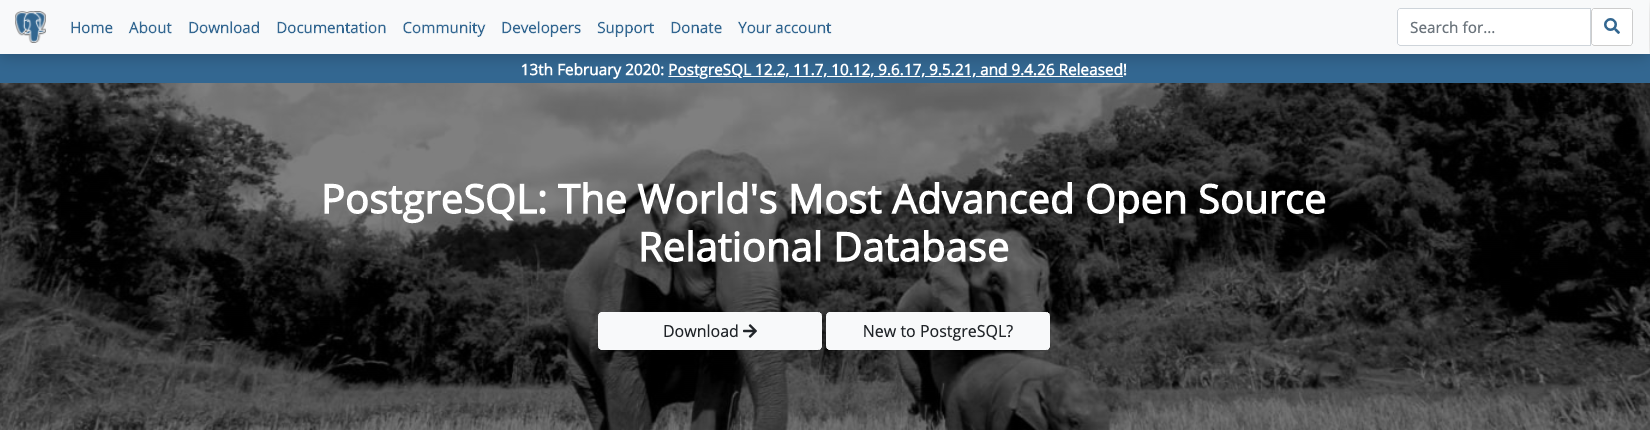 Home About Download Documentation Community Developers Support Donate Your account Search for...
13th February 2020: PostgreSQL 12.2, 11.7, 10.12, 9.6.17, 9.5.21, and 9.4.26 Released!
PostgreSQL: The World's Most Advanced Open Source
Relational Database
Download New to PostgreSQL?